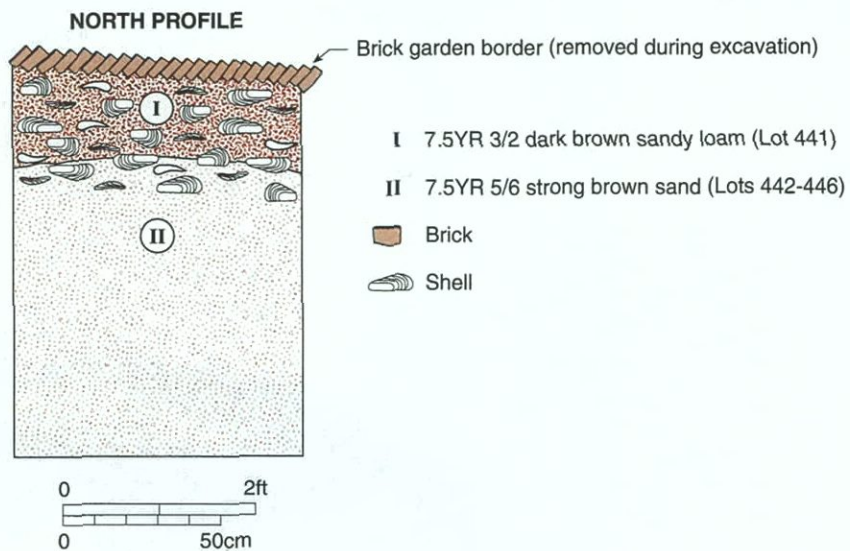 NORTH PROFILE
Brick garden border (removed during excavation)
I
I 7.5YR 3/2 dark brown sandy loam (Lot 441)
II 7.5YR 5/6 strong brown sand (Lots 442-446)
II
Brick
Shell
0 2ft
0 50cm